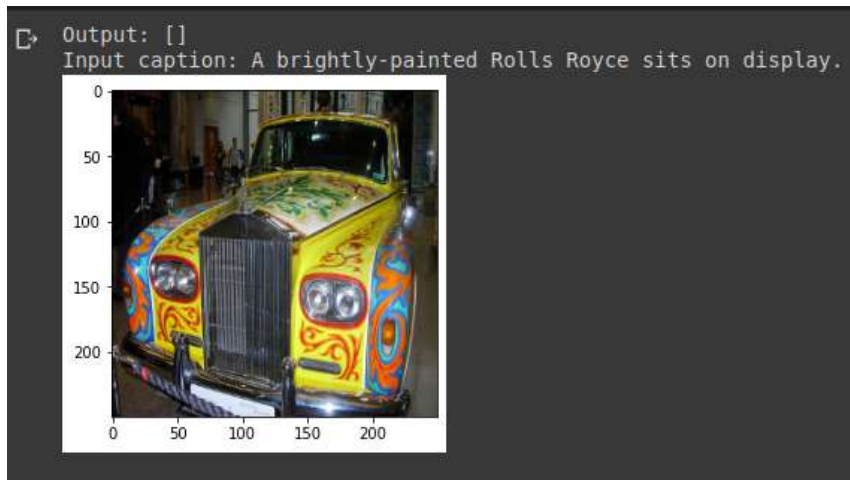 Output: []
Input caption: A brightly-painted Rolls Royce sits on display.
0
50
100
150
200
0 50 100 150 200